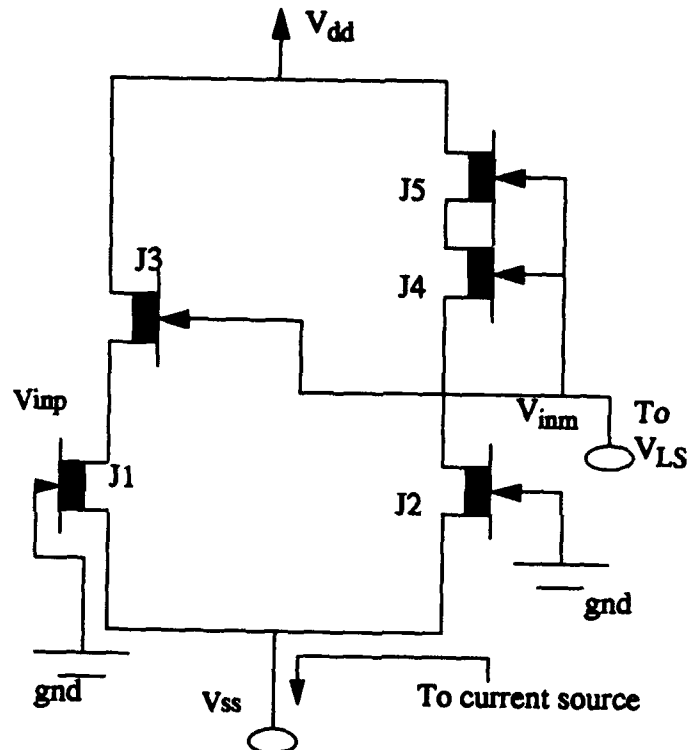 Vdd
J5
J3
J4
Vinp
Vinm
To
VLS
J1
J2
gnd
gnd
Vss
To current source